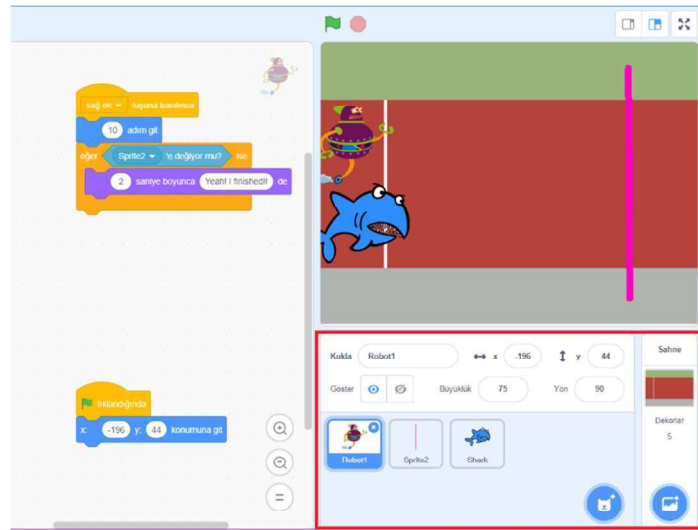 sağ ok tuşuna basılınca
10 adım git
eğer Sprite2 'e değiyor mu? ise
2 saniye boyunca Yeah! I finished!! de
tıklandığında
x: -196 y: 44 konumuna git
Kukla Robot1 x -196 y 44
Göster Büyüklük 75 Yön 90
Robot1 Sprite2 Shark
Sahne
Dekorlar
5